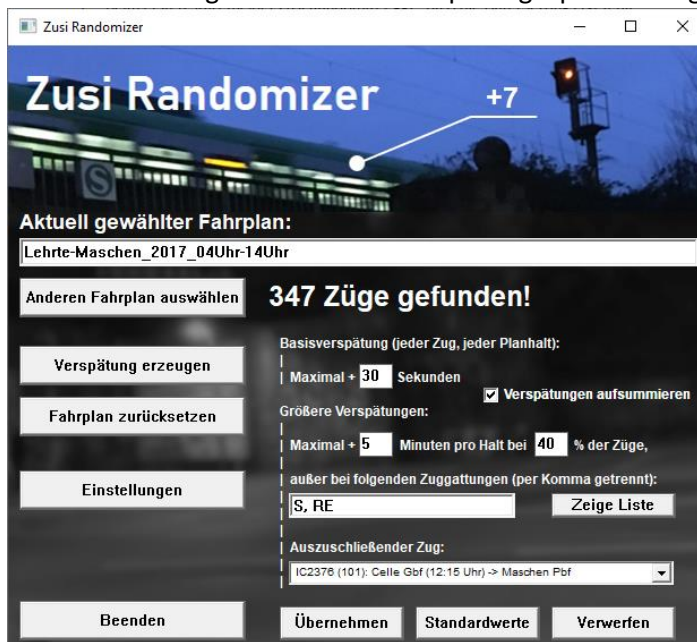 Zusi Randomizer
Zusi Randomizer
+7
S
Aktuell gewählter Fahrplan:
Lehrte-Maschen_2017_04Uhr-14Uhr
Anderen Fahrplan auswählen
347 Züge gefunden!
Verspätung erzeugen
Basisverspätung (jeder Zug, jeder Planhalt):
Maximal + 30 Sekunden
Verspätungen aufsummieren
Fahrplan zurücksetzen
Größere Verspätungen:
Maximal + 5 Minuten pro Halt bei 40 % der Züge,
Einstellungen
außer bei folgenden Zuggattungen (per Komma getrennt):
S, RE
Zeige Liste
Auszuschließender Zug:
IC2376 (101): Celle Gbf (12:15 Uhr) -> Maschen Pbf
Beenden
Übernehmen
Standardwerte
Verwerfen